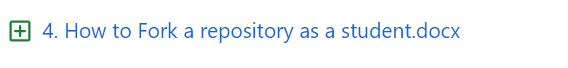 4. How to Fork a repository as a student.docx